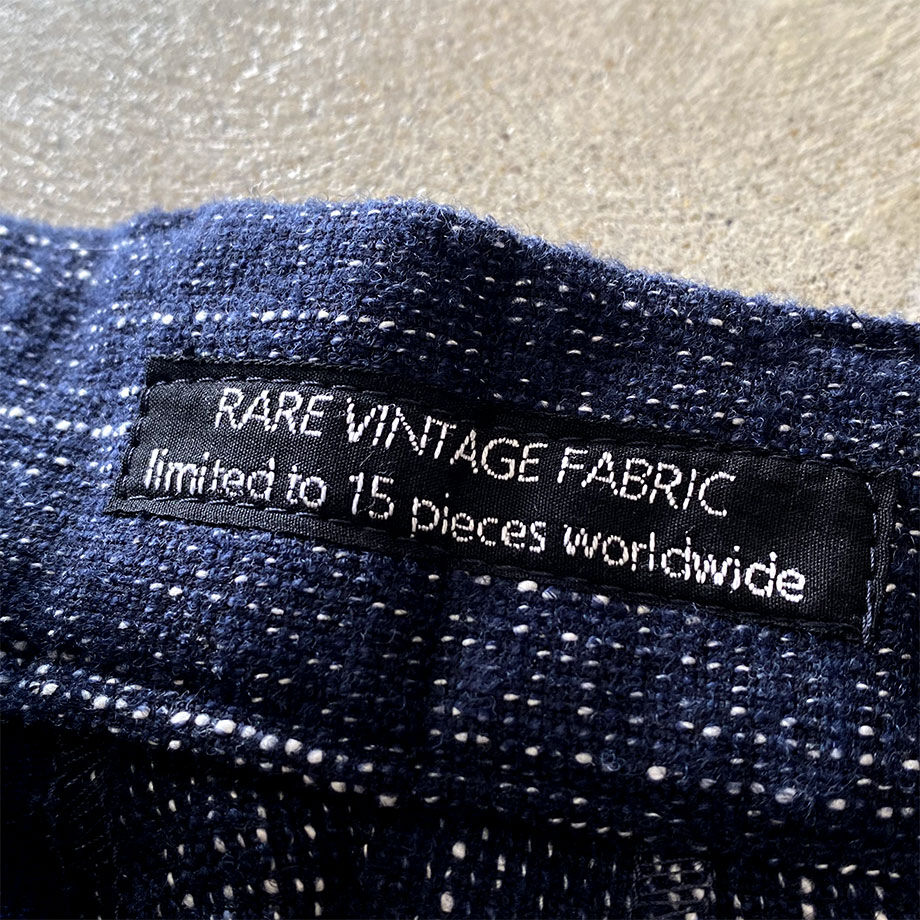 RARE VINTAGE FABRIC
limited to 15 pieces worldwide